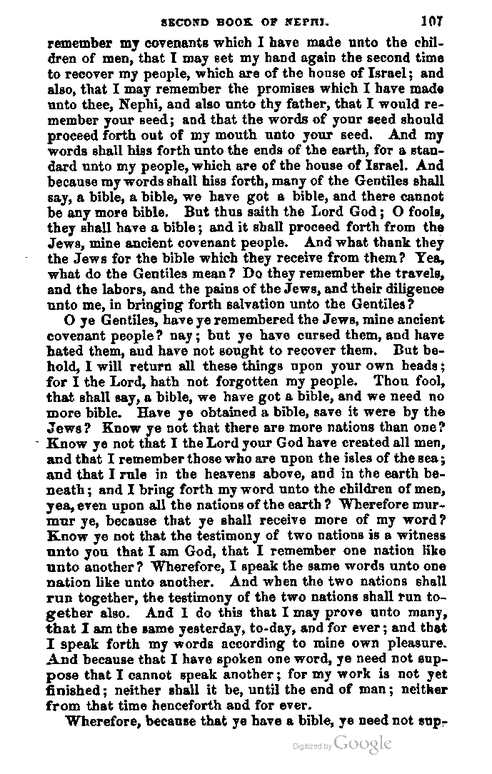 SECOND BOOK OF NEPHI. 107
remember my covenants which I have made unto the chil-
dren of men, that I may set my hand again the second time
to recover my people, which are of the house of Israel; and
also, that I may remember the promises which I have made
unto thee, Nephi, and also unto thy father, that I would re-
member your seed; and that the words of your seed should
proceed forth out of my mouth unto your seed. And my
words shall hiss forth unto the ends of the earth, for a stan-
dard unto my people, which are of the house of Israel. And
because my words shall hiss forth, many of the Gentiles shall
say, a bible, a bible, we have got a bible, and there cannot
be any more bible. But thus saith the Lord God; O fools,
they shall have a bible; and it shall proceed forth from the
Jews, mine ancient covenant people. And what thank they
the Jews for the bible which they receive from them? Yea,
what do the Gentiles mean? Do they remember the travels,
and the labors, and the pains of the Jews, and their diligence
unto me, in bringing forth salvation unto the Gentiles?
O ye Gentiles, have ye remembered the Jews, mine ancient
covenant people? nay; but ye have cursed them, and have
hated them, and have not sought to recover them. But be-
hold, I will return all these things upon your own heads;
for I the Lord, hath not forgotten my people. Thou fool,
that shall say, a bible, we have got a bible, and we need no
more bible. Have ye obtained a bible, save it were by the
Jews? Know ye not that there are more nations than one?
Know ye not that I the Lord your God have created all men,
and that I remember those who are upon the isles of the sea;
and that I rule in the heavens above, and in the earth be-
neath; and I bring forth my word unto the children of men,
yea, even upon all the nations of the earth? Wherefore mur-
mur ye, because that ye shall receive more of my word?
Know ye not that the testimony of two nations is a witness
unto you that I am God, that I remember one nation like
unto another? Wherefore, I speak the same words unto one
nation like unto another. And when the two nations shall
run together, the testimony of the two nations shall run to-
gether also. And I do this that I may prove unto many,
that I am the same yesterday, to-day, and for ever; and that
I speak forth my words according to mine own pleasure.
And because that I have spoken one word, ye need not sup-
pose that I cannot speak another; for my work is not yet
finished; neither shall it be, until the end of man; neither
from that time henceforth and for ever.
Wherefore, because that ye have a bible, ye need not sup-
Digitized by Google